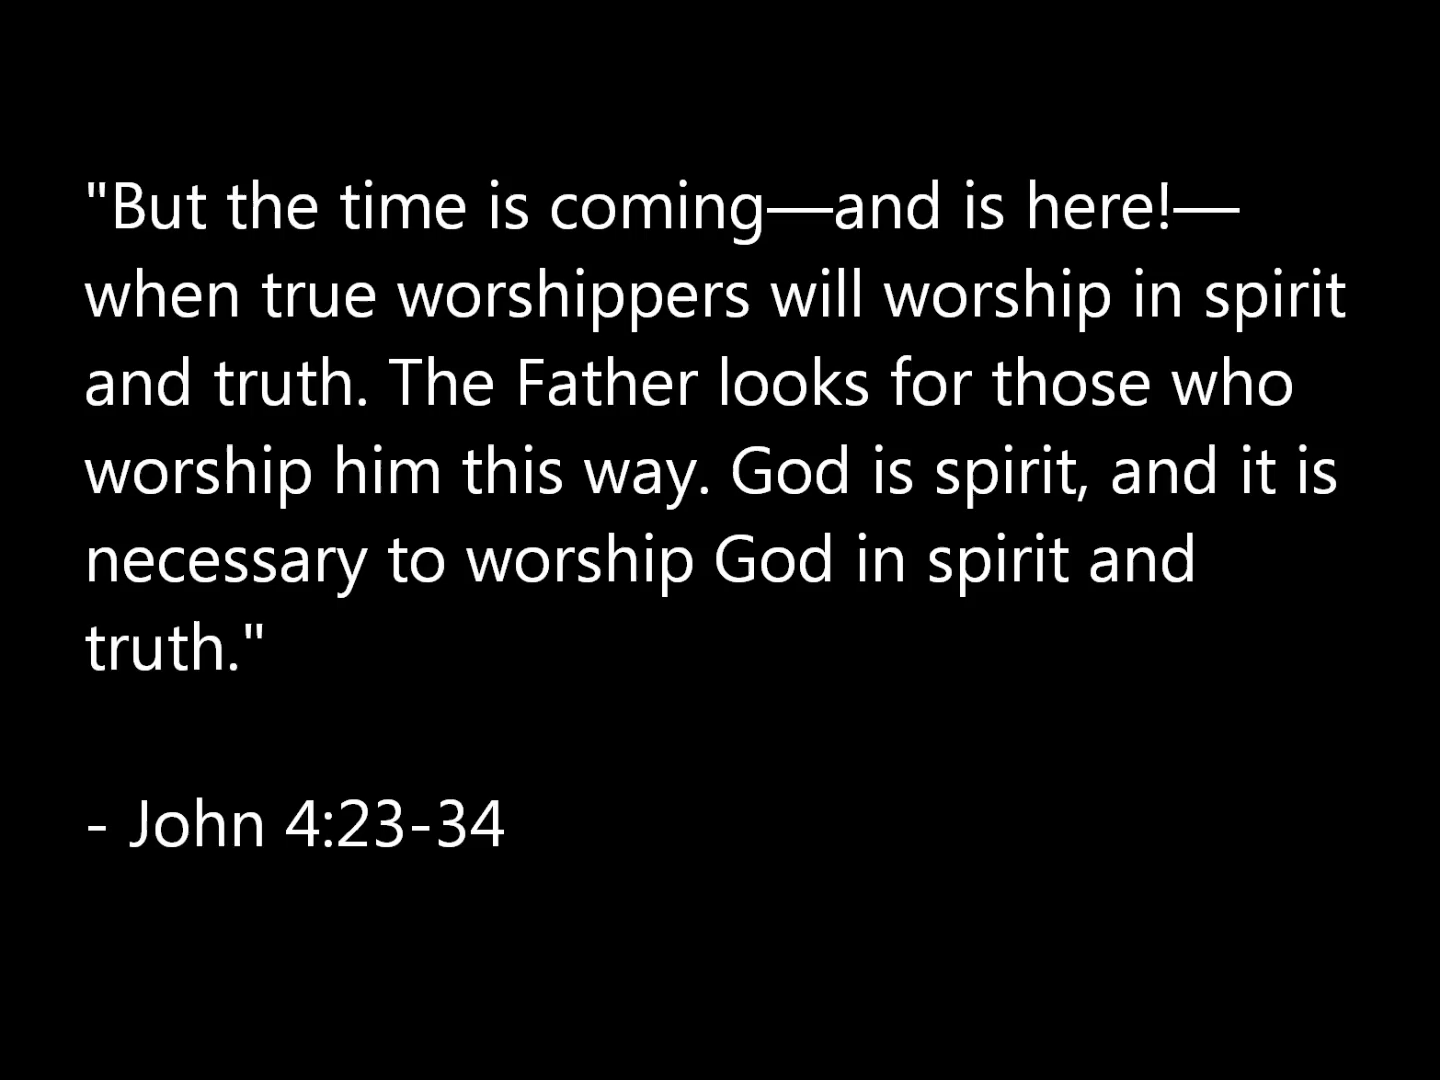 "But the time is coming—and is here!—
when true worshippers will worship in spirit
and truth. The Father looks for those who
worship him this way. God is spirit, and it is
necessary to worship God in spirit and
truth."
- John 4:23-34